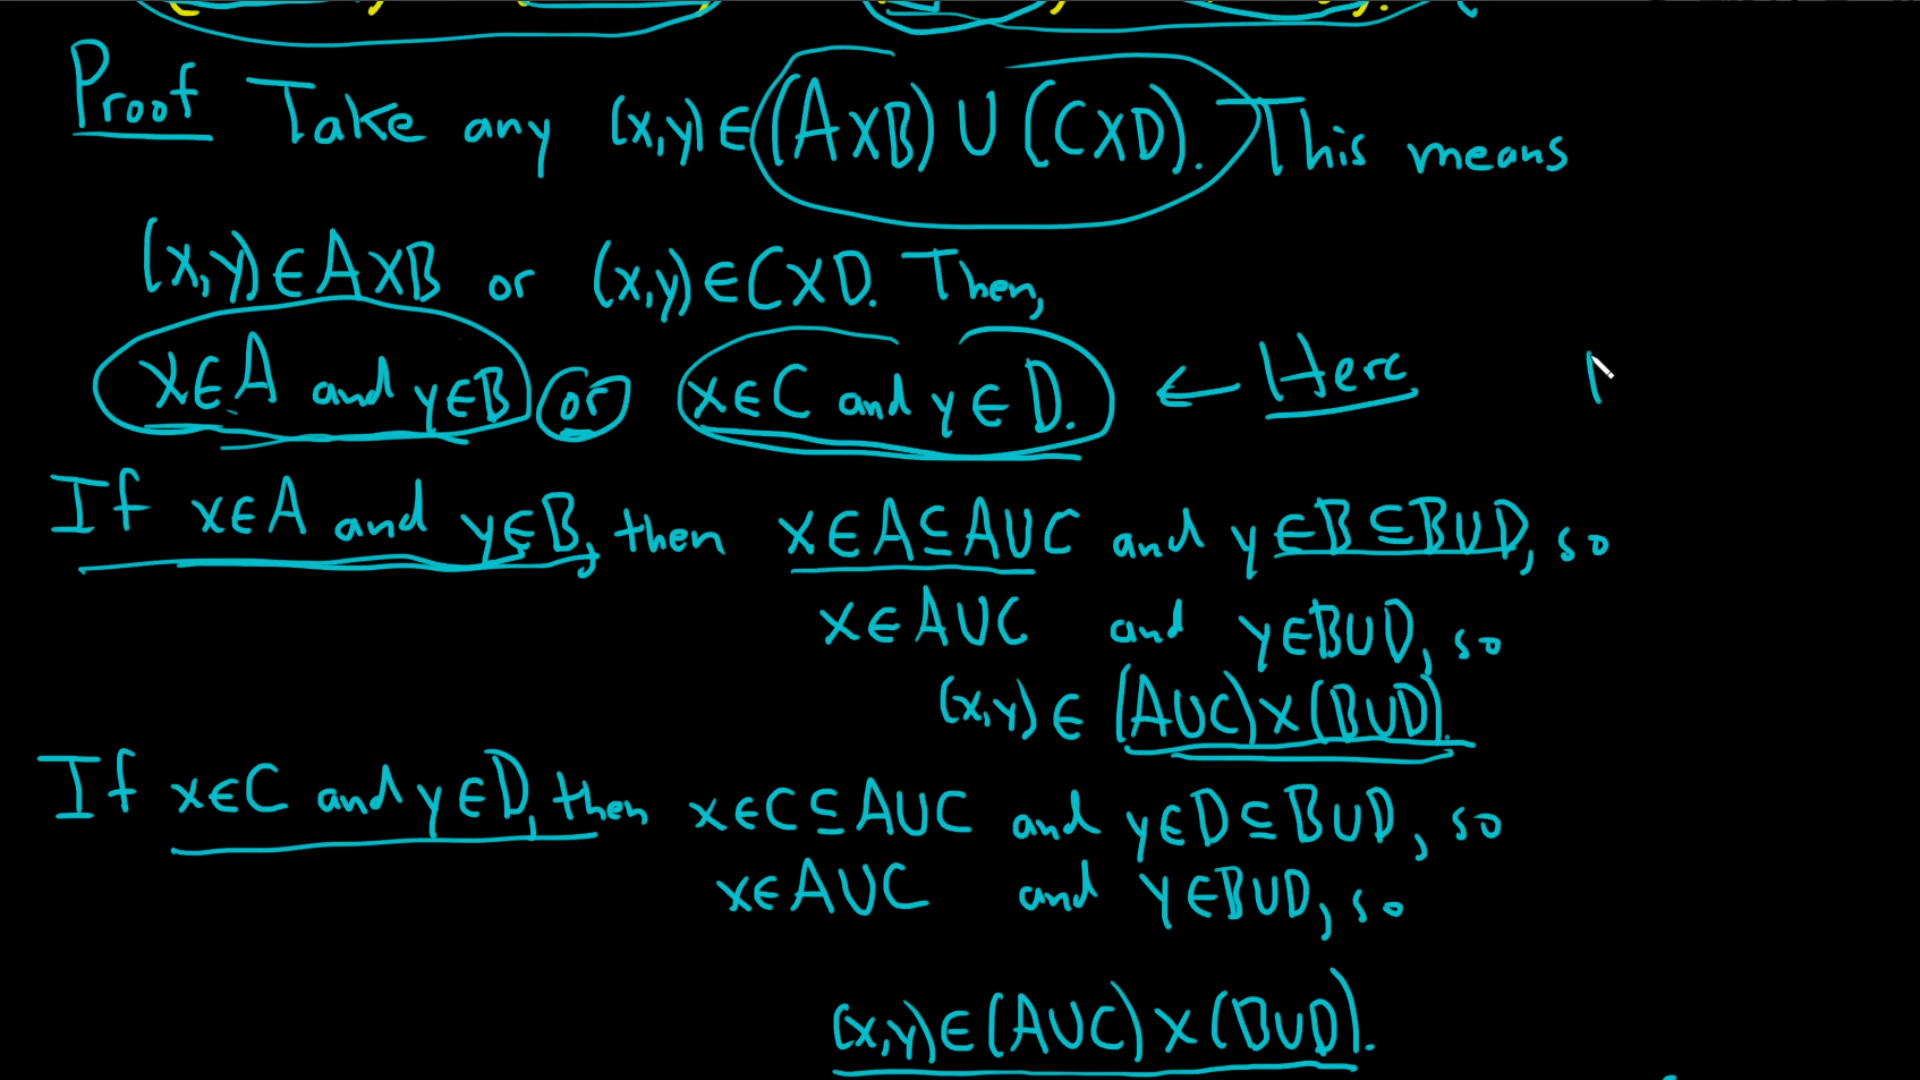 Proof Take any (x,y)∈(A×B)∪(C×D). This means
(x,y)∈A×B or (x,y)∈C×D. Then,
x∈A and y∈B or x∈C and y∈D. ← Here
If x∈A and y∈B, then x∈A⊆A∪C and y∈B⊆B∪D, so
x∈A∪C and y∈B∪D, so
(x,y)∈(A∪C)×(B∪D).
If x∈C and y∈D, then x∈C⊆A∪C and y∈D⊆B∪D, so
x∈A∪C and y∈B∪D, so
(x,y)∈(A∪C)×(B∪D).